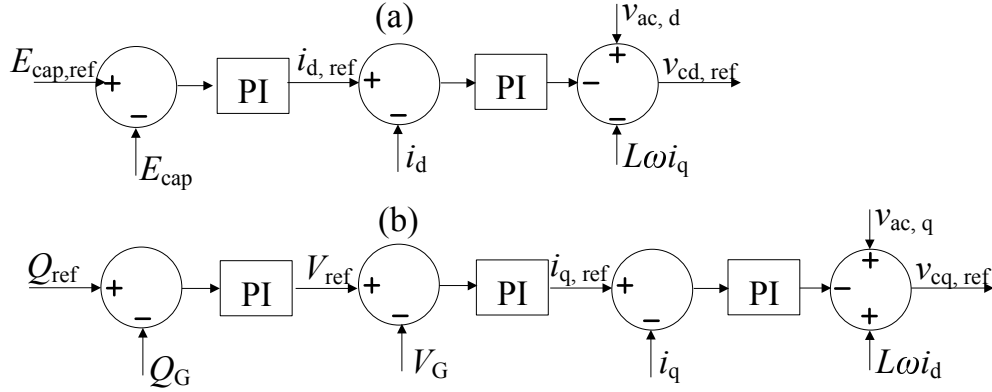 (a)
v_ac, d
E_cap,ref + − PI i_d, ref + − PI − + − v_cd, ref
E_cap
i_d
Lωi_q
(b)
v_ac, q
Q_ref + − PI V_ref + − PI i_q, ref + − PI − + + v_cq, ref
Q_G
V_G
i_q
Lωi_d